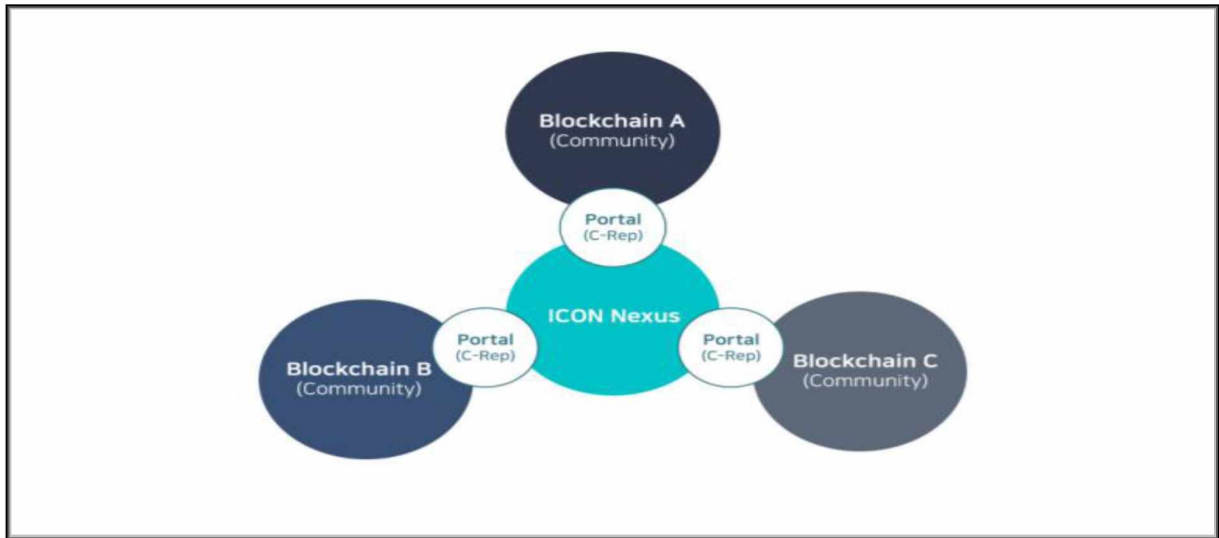 Blockchain A
(Community)
Portal
(C-Rep)
ICON Nexus
Portal
(C-Rep)
Portal
(C-Rep)
Blockchain B
(Community)
Blockchain C
(Community)